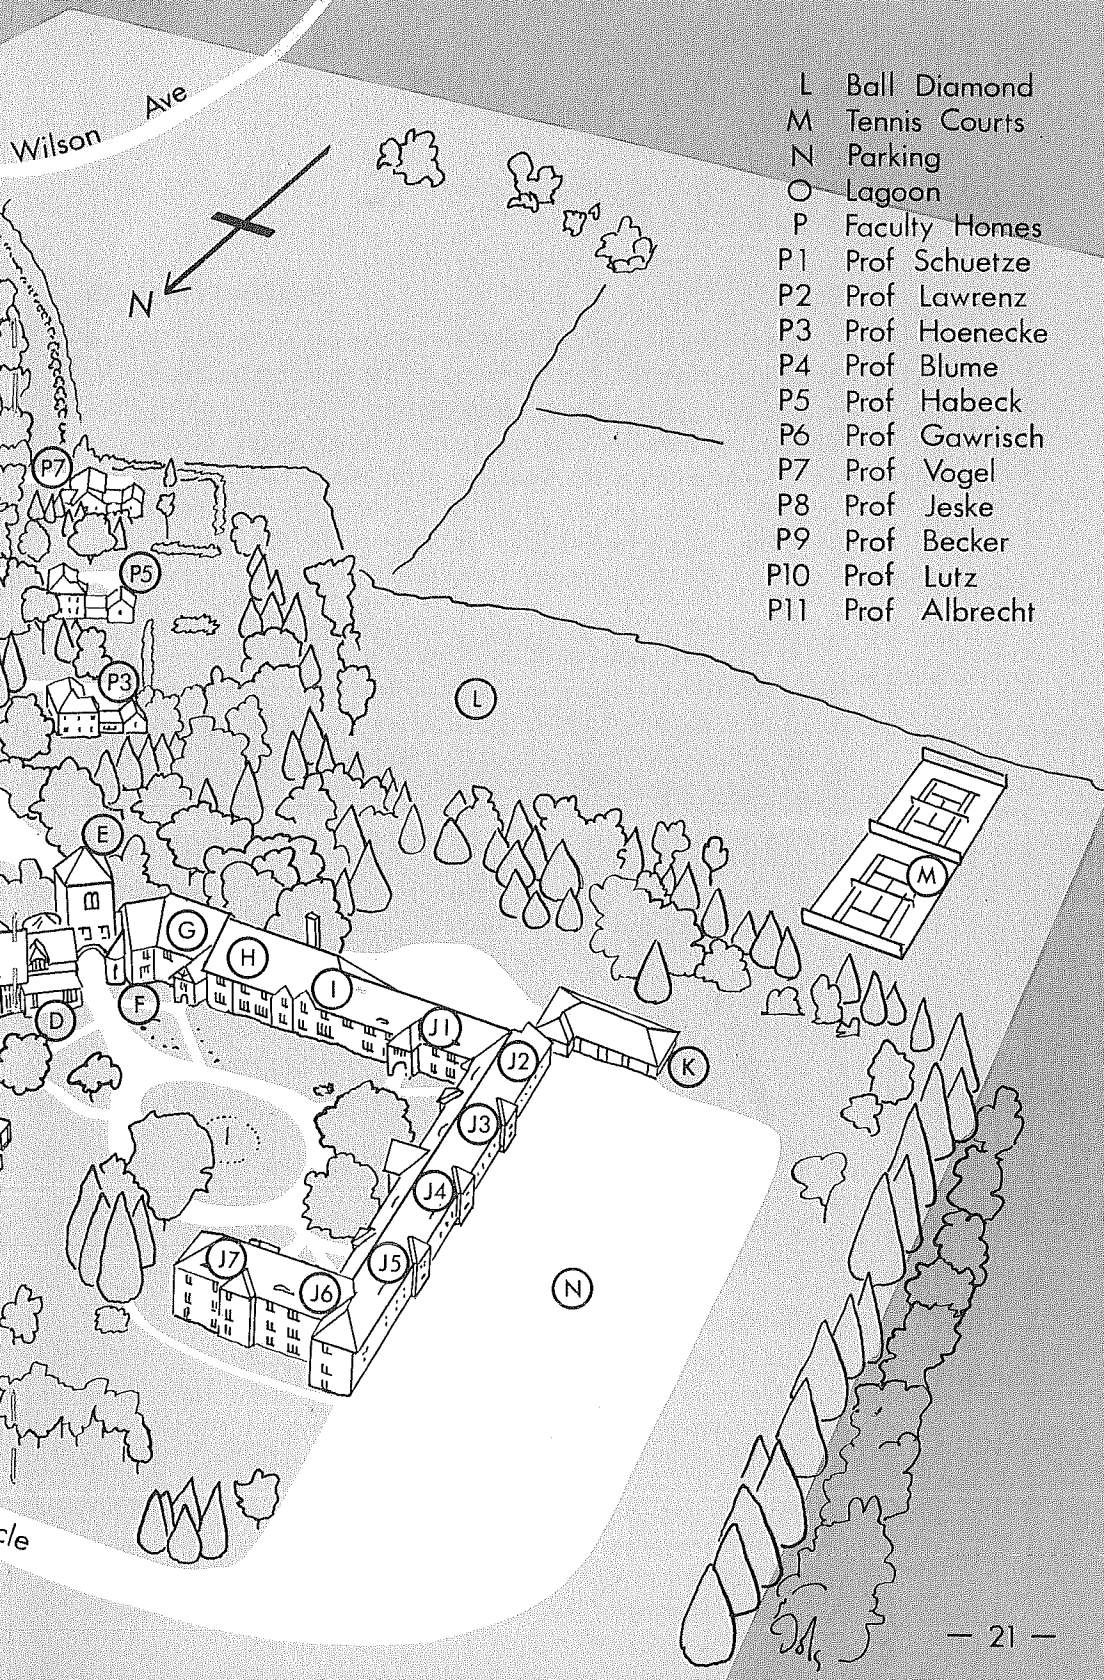 Wilson Ave
N
L Ball Diamond
M Tennis Courts
N Parking
O Lagoon
P Faculty Homes
P1 Prof Schuetze
P2 Prof Lawrenz
P3 Prof Hoenecke
P4 Prof Blume
P5 Prof Habeck
P6 Prof Gawrisch
P7 Prof Vogel
P8 Prof Jeske
P9 Prof Becker
P10 Prof Lutz
P11 Prof Albrecht
P7
P5
P3
L
E
M
G
H
I
F
D
J1
J2
K
J3
J4
J7
J5
J6
N
cle
— 21 —